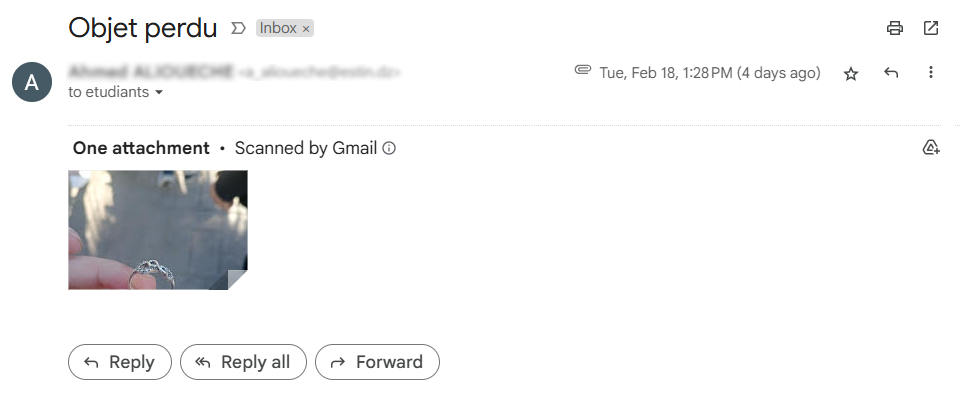 Objet perdu Inbox ×
A Tue, Feb 18, 1:28 PM (4 days ago)
to etudiants
One attachment • Scanned by Gmail
Reply Reply all Forward